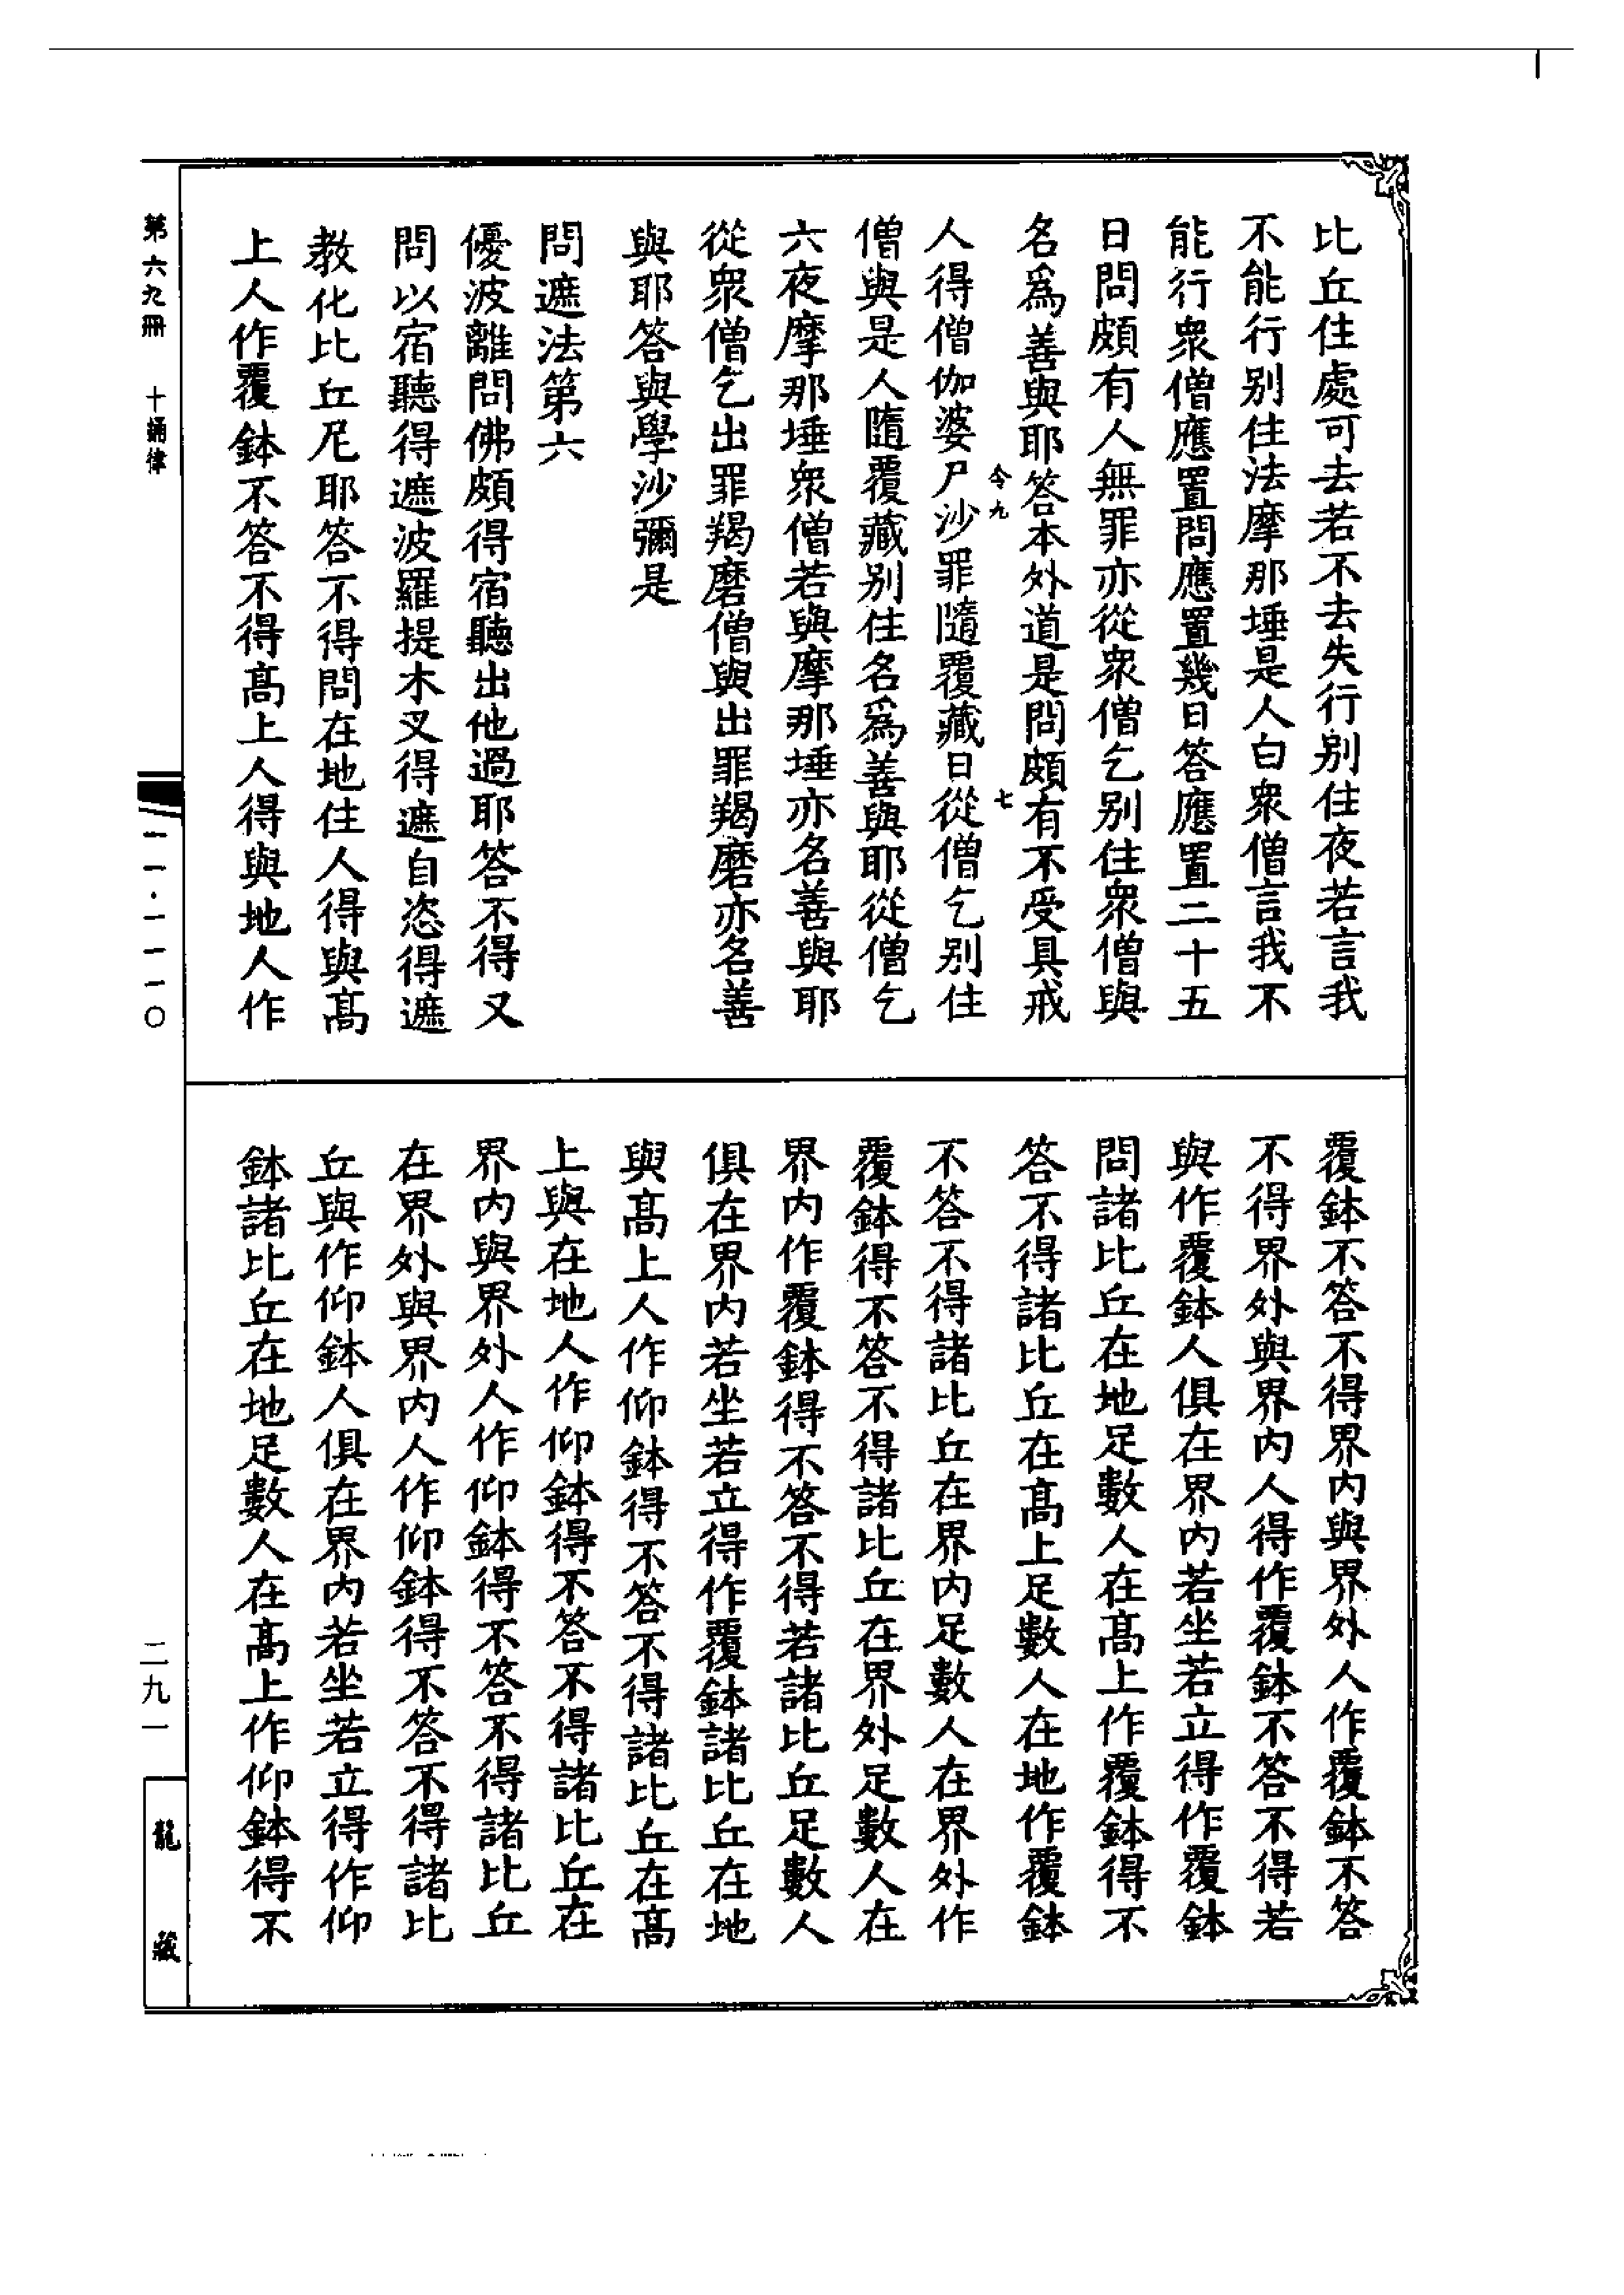 比丘住處可去若不去失行别住夜若言我
不能行别住法摩那埵是人白衆僧言我不
能行衆僧應置問應置幾日答應置二十五
日問頗有人無罪亦從衆僧乞别住衆僧與
名爲善與耶答本外道是問頗有不受具戒
令九
七
人得僧伽婆尸沙罪隨覆藏日從僧乞别住
僧與是人隨覆藏别住名爲善與耶從僧乞
六夜摩那埵衆僧若與摩那埵亦名善與耶
從衆僧乞出罪羯磨僧與出罪羯磨亦名善
與耶答與學沙彌是
問遮法第六
優波離問佛頗得宿聽出他過耶答不得又
問以宿聽得遮波羅提木叉得遮自恣得遮
教化比丘尼耶答不得問在地住人得與髙
上人作覆鉢不答不得髙上人得與地人作
覆鉢不答不得界内與界外人作覆鉢不答
不得界外與界内人得作覆鉢不答不得若
與作覆鉢人俱在界内若坐若立得作覆鉢
問諸比丘在地足數人在髙上作覆鉢得不
答不得諸比丘在髙上足數人在地作覆鉢
不答不得諸比丘在界内足數人在界外作
覆鉢得不答不得諸比丘在界外足數人在
界内作覆鉢得不答不得若諸比丘足數人
俱在界内若坐若立得作覆鉢諸比丘在地
與髙上人作仰鉢得不答不得諸比丘在髙
上與在地人作仰鉢得不答不得諸比丘在
界内與界外人作仰鉢得不答不得諸比丘
在界外與界内人作仰鉢得不答不得諸比
丘與作仰鉢人俱在界内若坐若立得作仰
鉢諸比丘在地足數人在髙上作仰鉢得不
第六九冊 十誦律
一一·一一一〇
二九一
龍藏